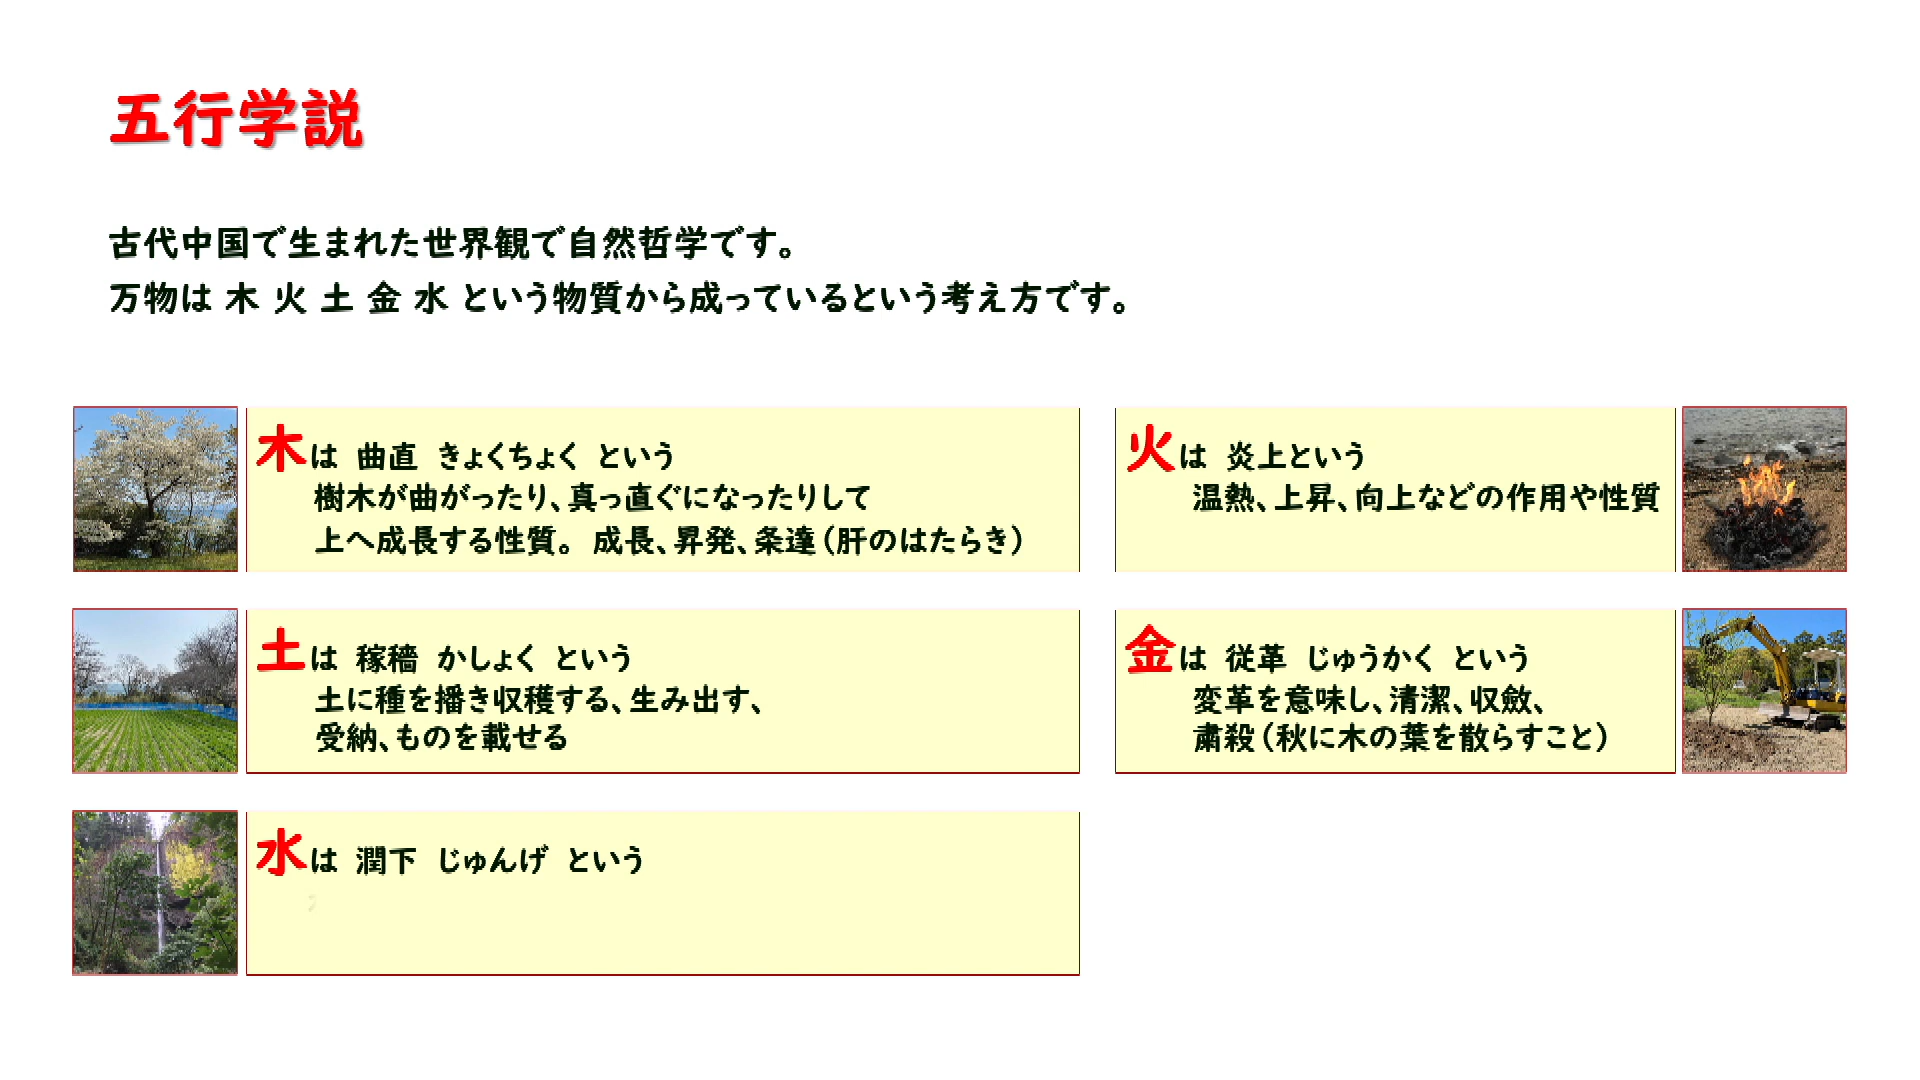 五行学説
古代中国で生まれた世界観で自然哲学です。
万物は 木 火 土 金 水 という物質から成っているという考え方です。
木は 曲直 きょくちょく という
樹木が曲がったり、真っ直ぐになったりして
上へ成長する性質。 成長、昇発、条達（肝のはたらき）
火は 炎上という
温熱、上昇、向上などの作用や性質
土は 稼穡 かしょく という
土に種を播き収穫する、生み出す、
受納、ものを載せる
金は 従革 じゅうかく という
変革を意味し、清潔、収斂、
粛殺（秋に木の葉を散らすこと）
水は 潤下 じゅんげ という